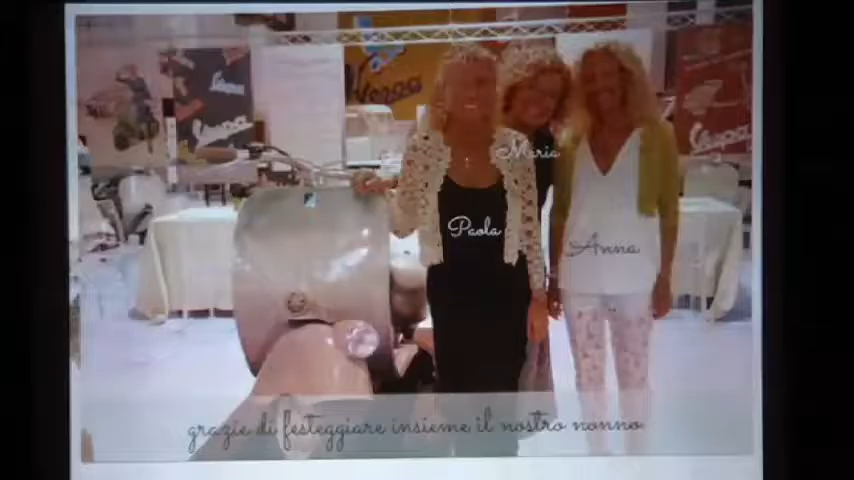 Vespa
Vespa
Vespa
Vespa
Maria
Paola
Anna
grazie di festeggiare insieme il nostro nonno